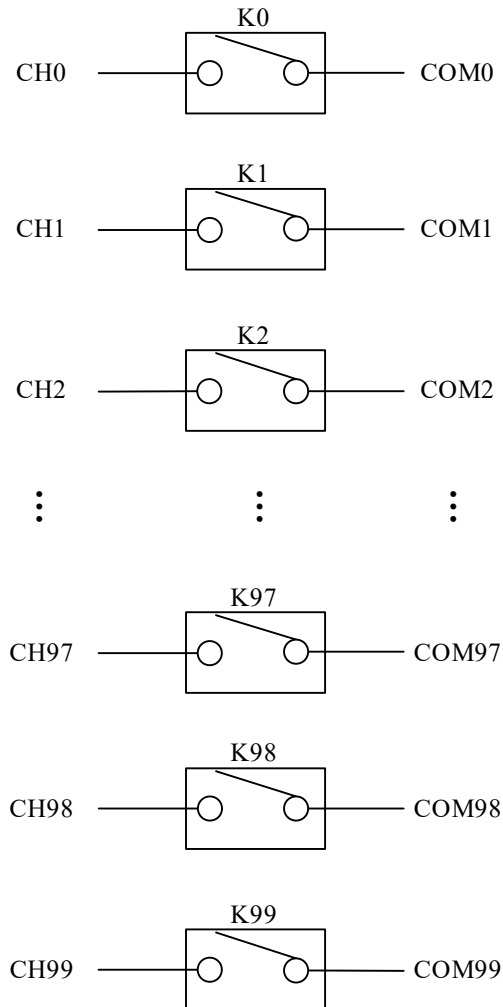 K0
CH0 COM0
K1
CH1 COM1
K2
CH2 COM2
⋮ ⋮ ⋮
K97
CH97 COM97
K98
CH98 COM98
K99
CH99 COM99